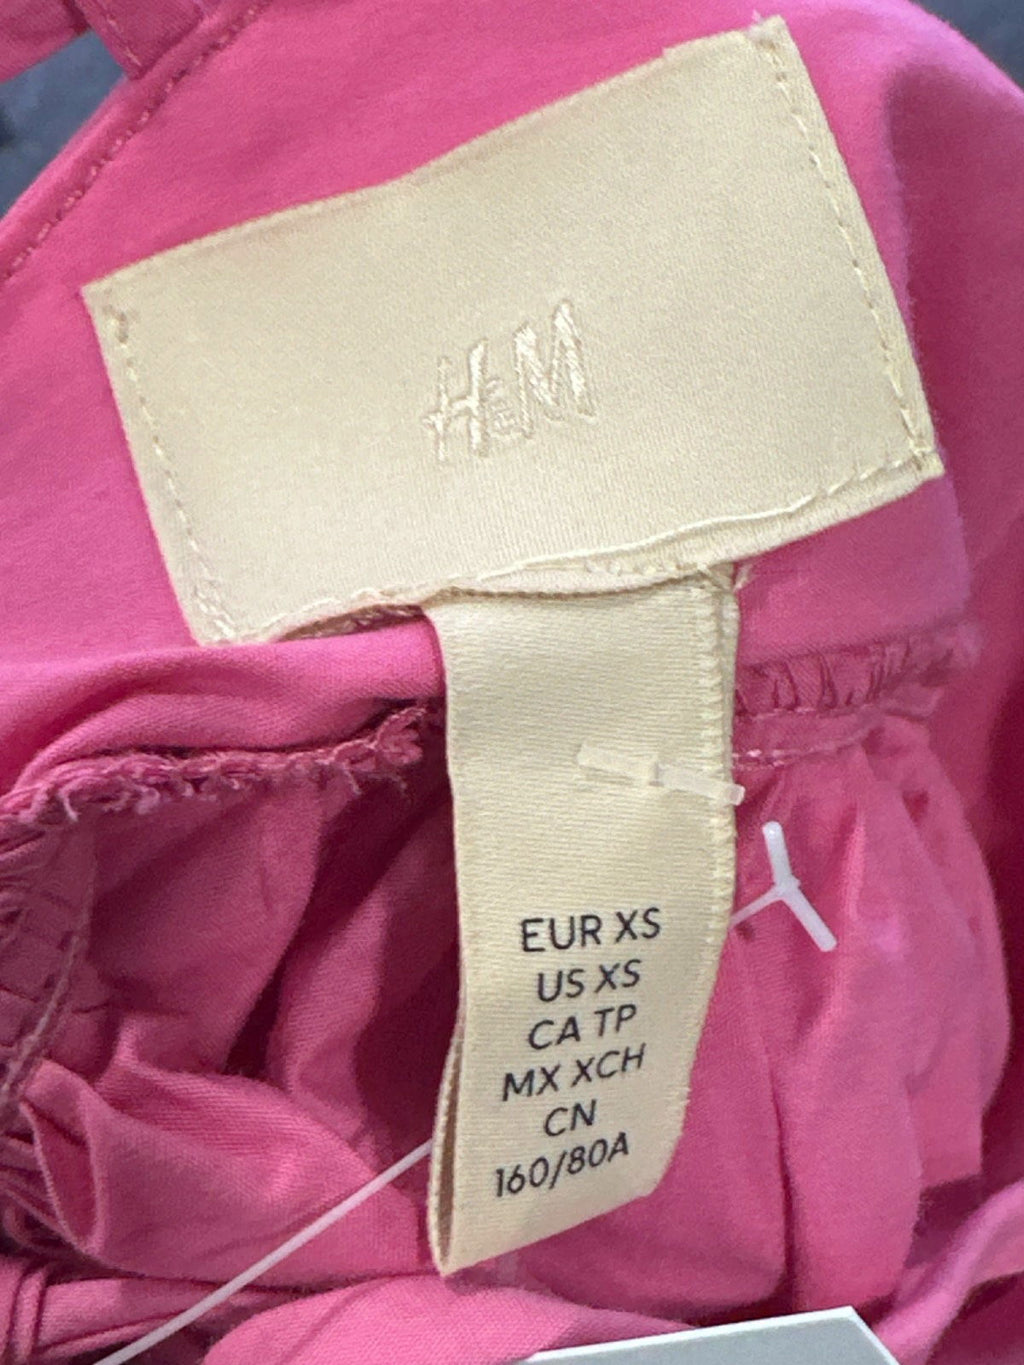 H&M
EUR XS
US XS
CA TP
MX XCH
CN
160/80A